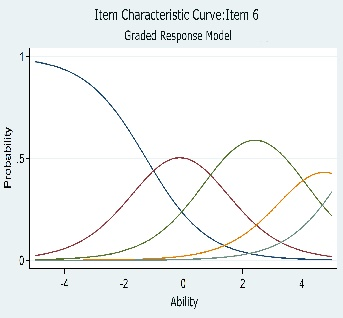 Item Characteristic Curve:Item 6
Graded Response Model
Probability
1
.5
0
-4
-2
0
2
4
Ability